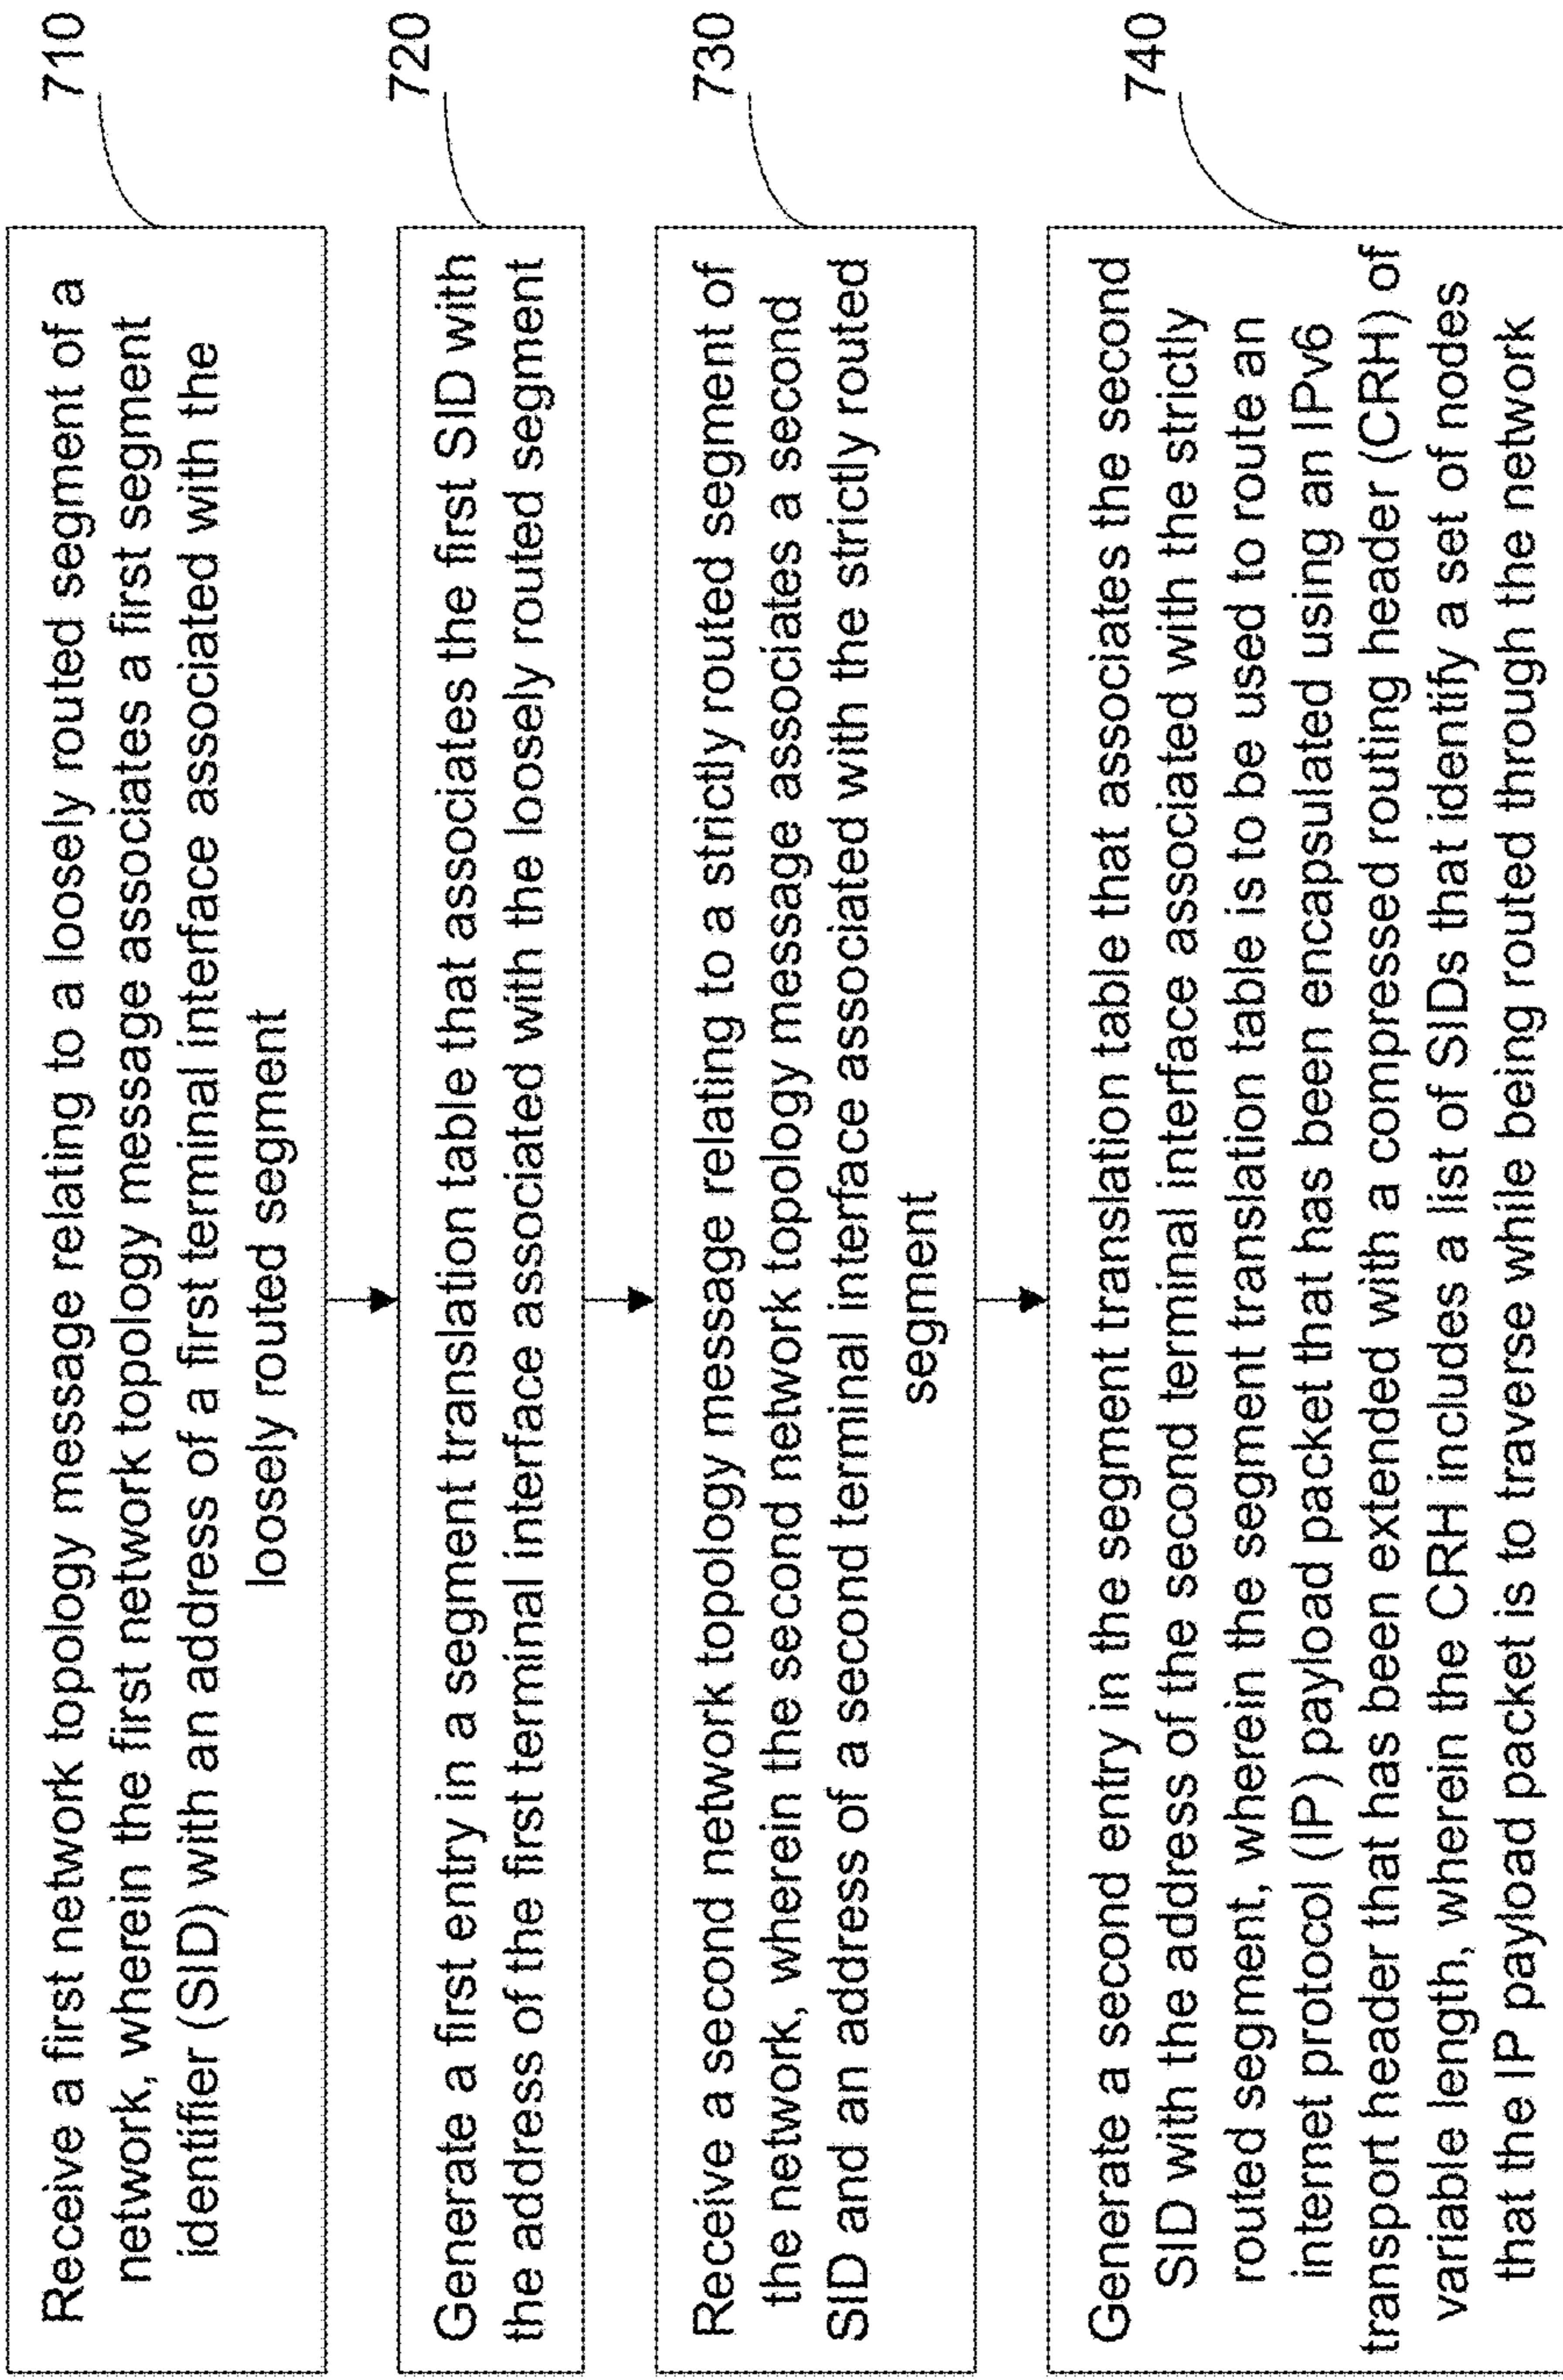 Receive a first network topology message relating to a loosely routed segment of a
network, wherein the first network topology message associates a first segment
identifier (SID) with an address of a first terminal interface associated with the
loosely routed segment
710
Generate a first entry in a segment translation table that associates the first SID with
the address of the first terminal interface associated with the loosely routed segment
720
Receive a second network topology message relating to a strictly routed segment of
the network, wherein the second network topology message associates a second
SID and an address of a second terminal interface associated with the strictly routed
segment
730
Generate a second entry in the segment translation table that associates the second
SID with the address of the second terminal interface associated with the strictly
routed segment, wherein the segment translation table is to be used to route an
internet protocol (IP) payload packet that has been encapsulated using an IPv6
transport header that has been extended with a compressed routing header (CRH) of
variable length, wherein the CRH includes a list of SIDs that identify a set of nodes
that the IP payload packet is to traverse while being routed through the network
740